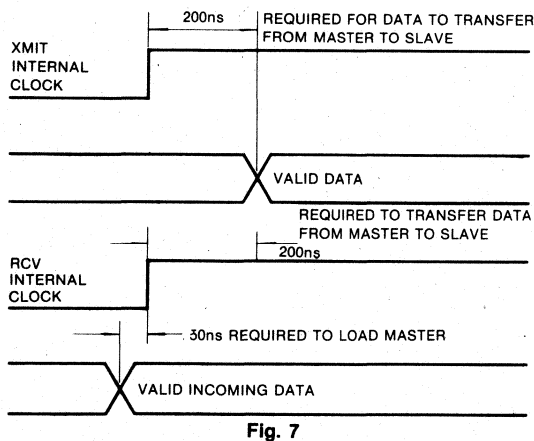 200ns
REQUIRED FOR DATA TO TRANSFER
FROM MASTER TO SLAVE
XMIT
INTERNAL
CLOCK
VALID DATA
REQUIRED TO TRANSFER DATA
FROM MASTER TO SLAVE
200ns
RCV
INTERNAL
CLOCK
30ns REQUIRED TO LOAD MASTER
VALID INCOMING DATA
Fig. 7